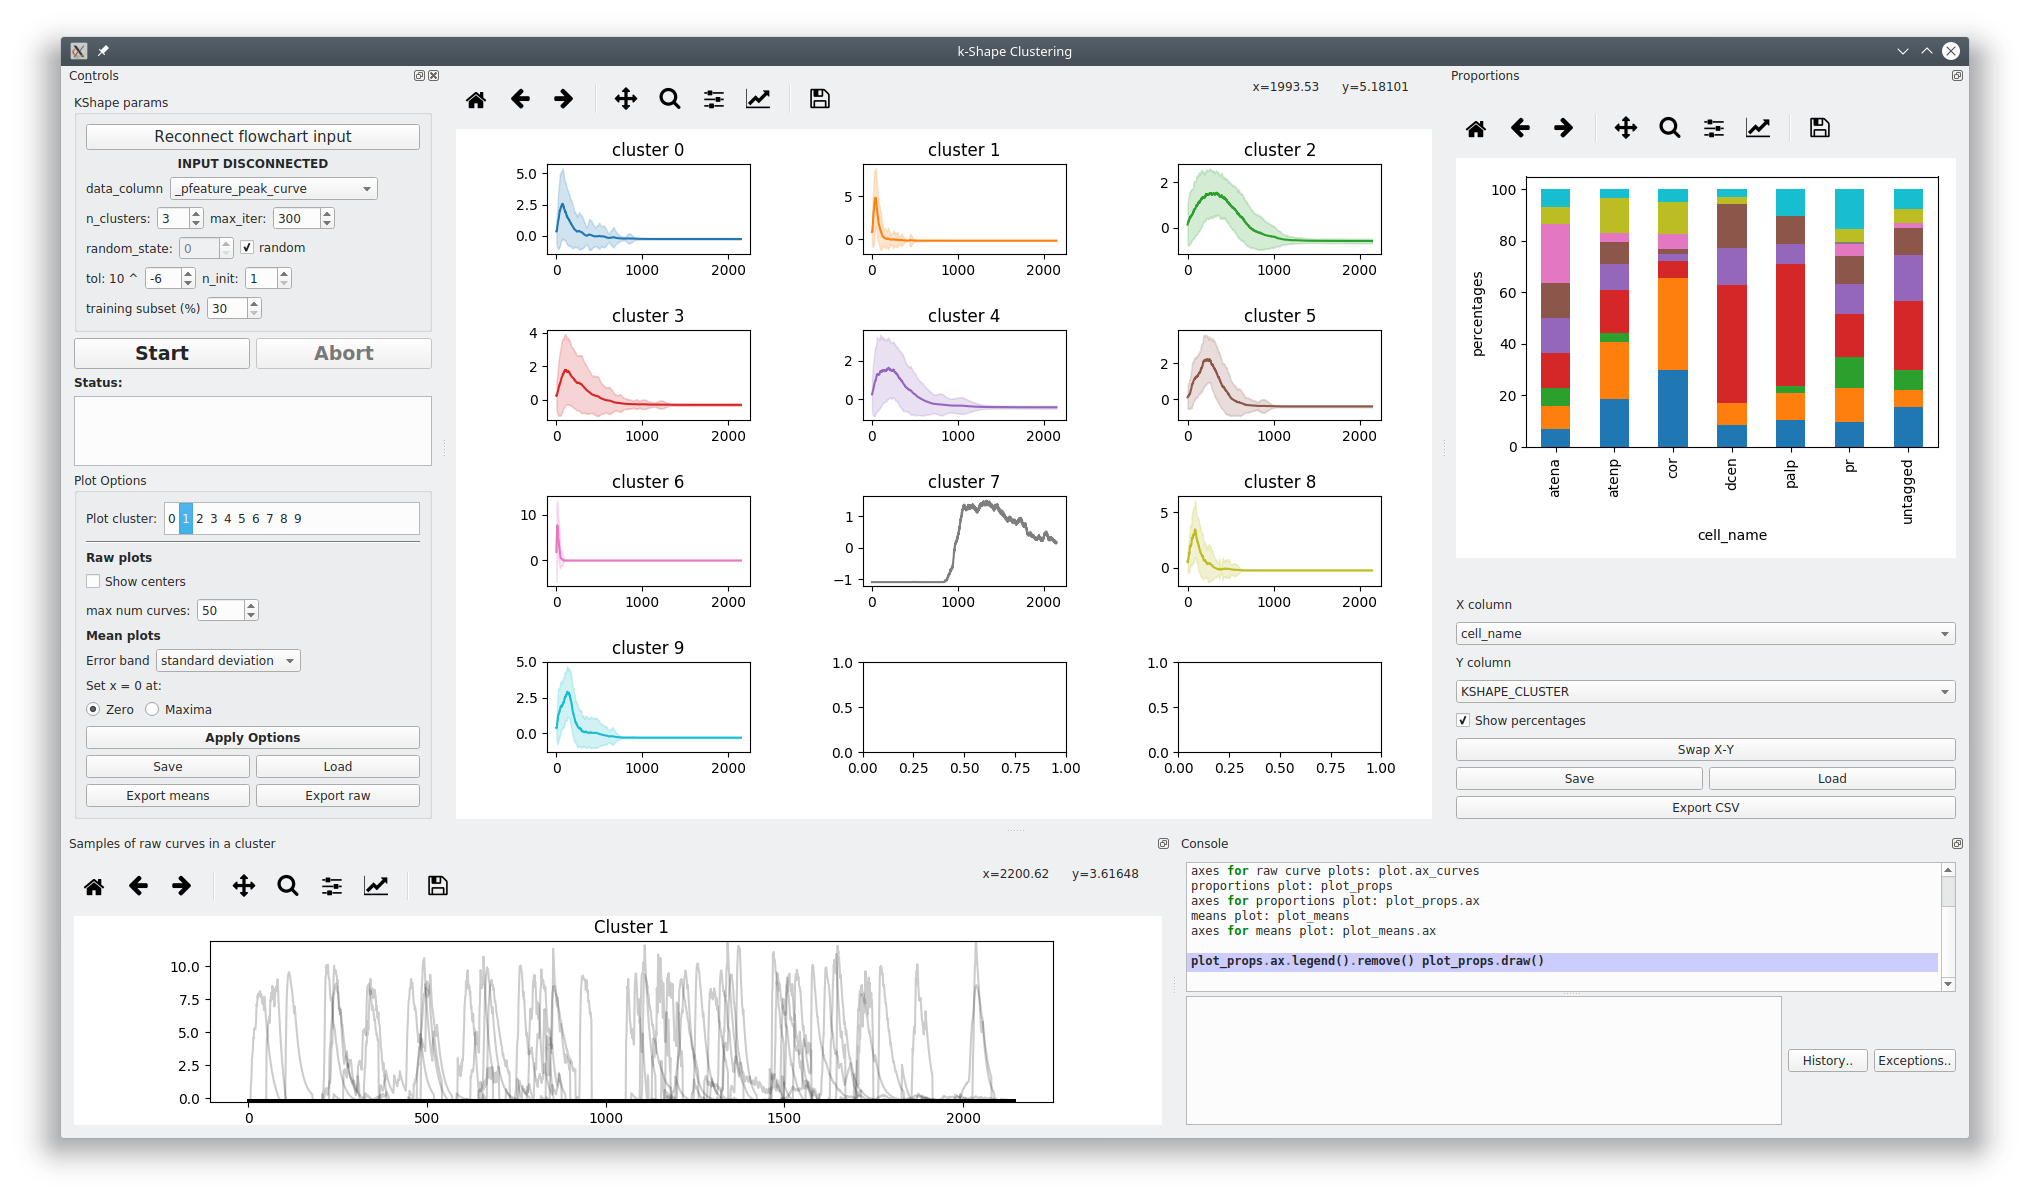 k-Shape Clustering
Controls
KShape params
Reconnect flowchart input
INPUT DISCONNECTED
data_column _pfeature_peak_curve
n_clusters: 3 max_iter: 300
random_state: 0 random
tol: 10 ^ -6 n_init: 1
training subset (%) 30
Start Abort
Status:
Plot Options
Plot cluster: 0 1 2 3 4 5 6 7 8 9
Raw plots
Show centers
max num curves: 50
Mean plots
Error band standard deviation
Set x = 0 at:
Zero Maxima
Apply Options
Save Load
Export means Export raw
x=1993.53 y=5.18101
cluster 0
5.0
2.5
0.0
0 1000 2000
cluster 1
5
0
0 1000 2000
cluster 2
2
0
0 1000 2000
cluster 3
4
2
0
0 1000 2000
cluster 4
2
0
0 1000 2000
cluster 5
2
0
0 1000 2000
cluster 6
10
0
0 1000 2000
cluster 7
1
0
−1
0 1000 2000
cluster 8
5
0
0 1000 2000
cluster 9
5.0
2.5
0.0
0 1000 2000
1.0
0.5
0.0
0.00 0.25 0.50 0.75 1.00
1.0
0.5
0.0
0.00 0.25 0.50 0.75 1.00
Proportions
percentages
100
80
60
40
20
0
atena atenp cor dcen palp pr untagged
cell_name
X column
cell_name
Y column
KSHAPE_CLUSTER
Show percentages
Swap X-Y
Save Load
Export CSV
Samples of raw curves in a cluster
x=2200.62 y=3.61648
Cluster 1
10.0
7.5
5.0
2.5
0.0
0 500 1000 1500 2000
Console
axes for raw curve plots: plot.ax_curves
proportions plot: plot_props
axes for proportions plot: plot_props.ax
means plot: plot_means
axes for means plot: plot_means.ax
plot_props.ax.legend().remove() plot_props.draw()
History.. Exceptions..